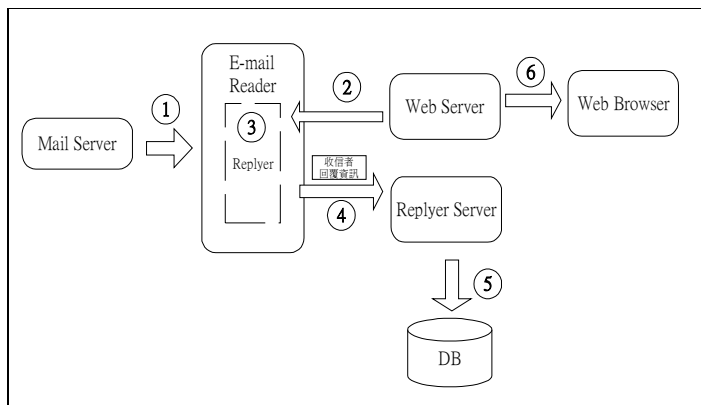 E-mail
Reader
①
②
⑥
Mail Server
③
Replyer
Web Server
Web Browser
收信者
回覆資訊
④
Replyer Server
⑤
DB